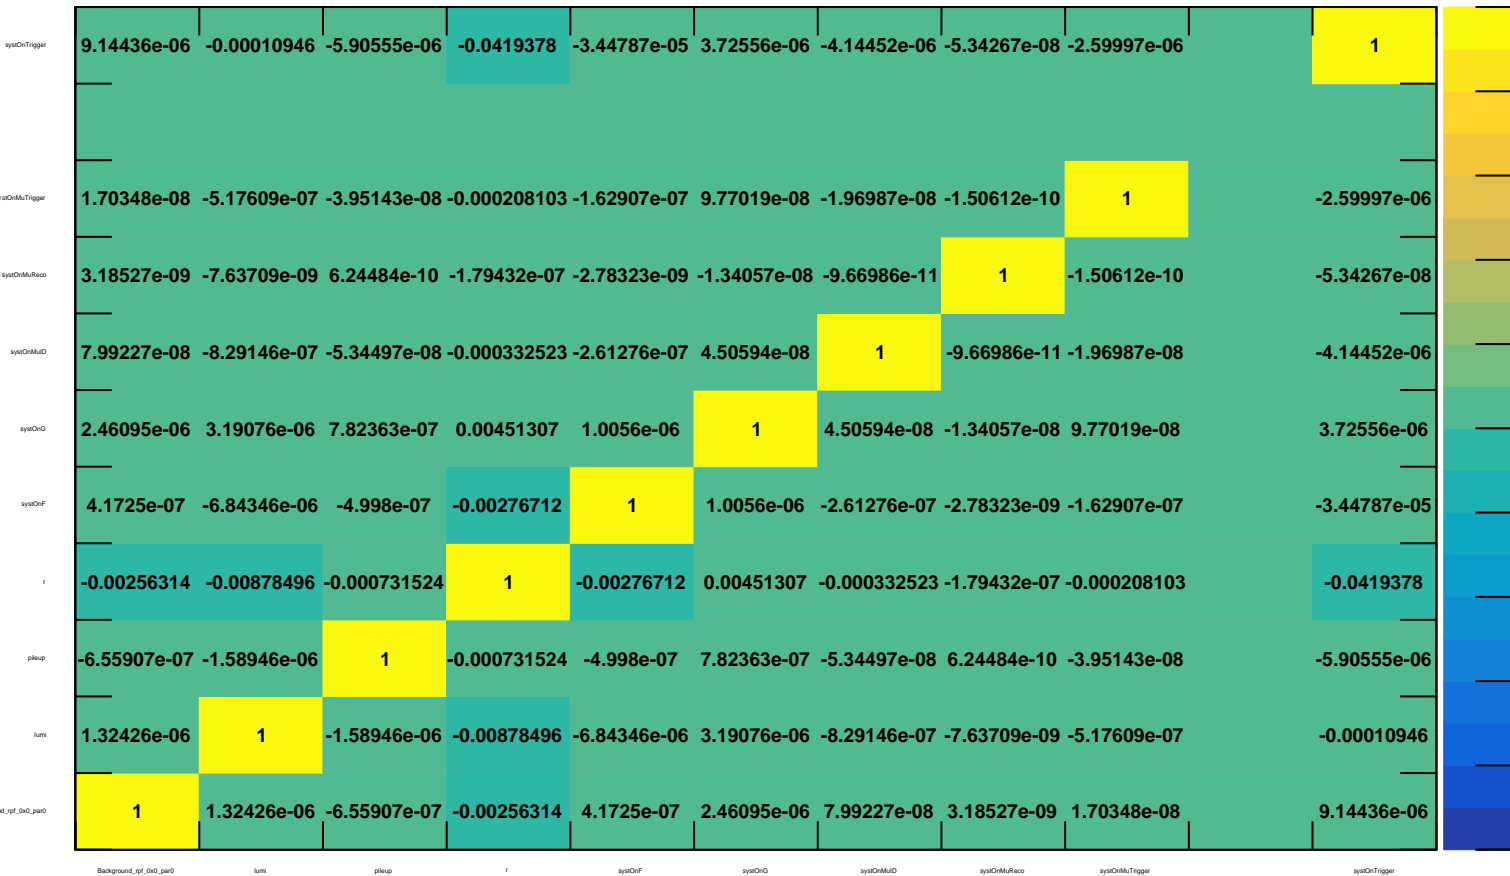 systOnTrigger 9.14436e-06 -0.00010946 -5.90555e-06 -0.0419378 -3.44787e-05 3.72556e-06 -4.14452e-06 -5.34267e-08 -2.59997e-06 1
ystOnMuTrigger 1.70348e-08 -5.17609e-07 -3.95143e-08 -0.000208103 -1.62907e-07 9.77019e-08 -1.96987e-08 -1.50612e-10 1 -2.59997e-06
systOnMuReco 3.18527e-09 -7.63709e-09 6.24484e-10 -1.79432e-07 -2.78323e-09 -1.34057e-08 -9.66986e-11 1 -1.50612e-10 -5.34267e-08
systOnMuID 7.99227e-08 -8.29146e-07 -5.34497e-08 -0.000332523 -2.61276e-07 4.50594e-08 1 -9.66986e-11 -1.96987e-08 -4.14452e-06
systOnG 2.46095e-06 3.19076e-06 7.82363e-07 0.00451307 1.0056e-06 1 4.50594e-08 -1.34057e-08 9.77019e-08 3.72556e-06
systOnF 4.1725e-07 -6.84346e-06 -4.998e-07 -0.00276712 1 1.0056e-06 -2.61276e-07 -2.78323e-09 -1.62907e-07 -3.44787e-05
r -0.00256314 -0.00878496 -0.000731524 1 -0.00276712 0.00451307 -0.000332523 -1.79432e-07 -0.000208103 -0.0419378
pileup -6.55907e-07 -1.58946e-06 1 -0.000731524 -4.998e-07 7.82363e-07 -5.34497e-08 6.24484e-10 -3.95143e-08 -5.90555e-06
lumi 1.32426e-06 1 -1.58946e-06 -0.00878496 -6.84346e-06 3.19076e-06 -8.29146e-07 -7.63709e-09 -5.17609e-07 -0.00010946
d_rpf_0x0_par0 1 1.32426e-06 -6.55907e-07 -0.00256314 4.1725e-07 2.46095e-06 7.99227e-08 3.18527e-09 1.70348e-08 9.14436e-06
Background_rpf_0x0_par0 lumi pileup r systOnF systOnG systOnMuID systOnMuReco systOnMuTrigger systOnTrigger